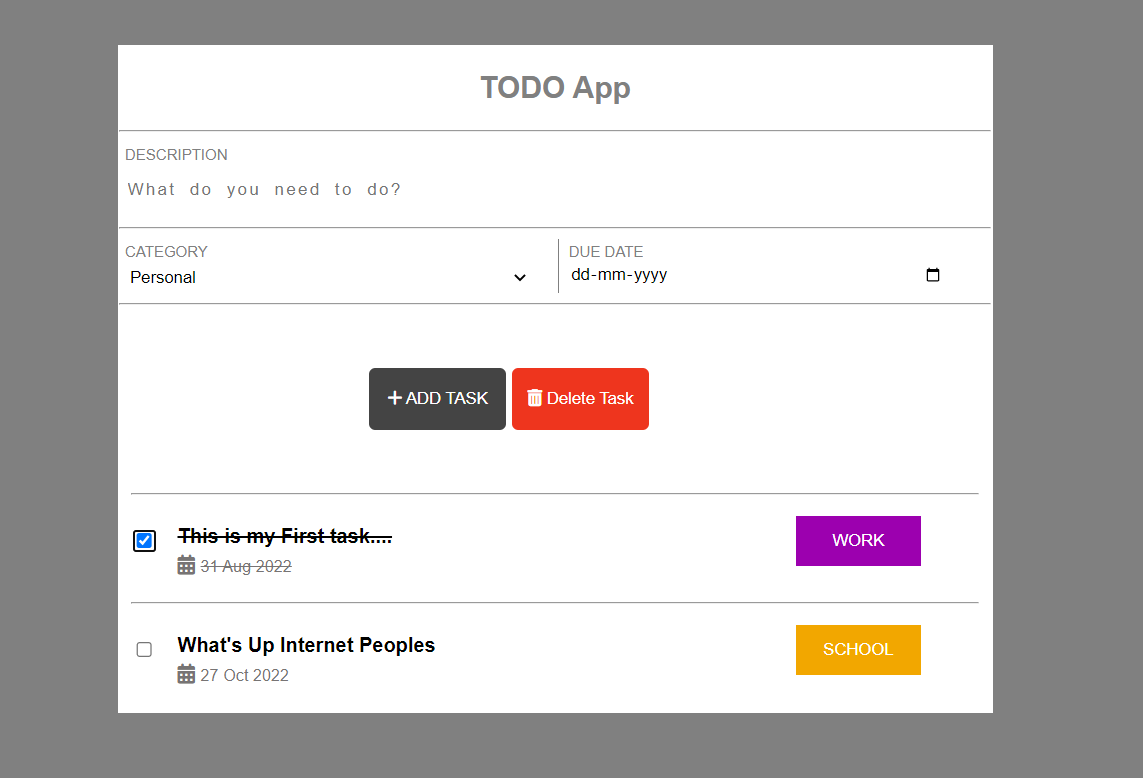 TODO App
DESCRIPTION
What do you need to do?
CATEGORY
Personal
DUE DATE
dd-mm-yyyy
ADD TASK
Delete Task
This is my First task....
31 Aug 2022
WORK
What's Up Internet Peoples
27 Oct 2022
SCHOOL